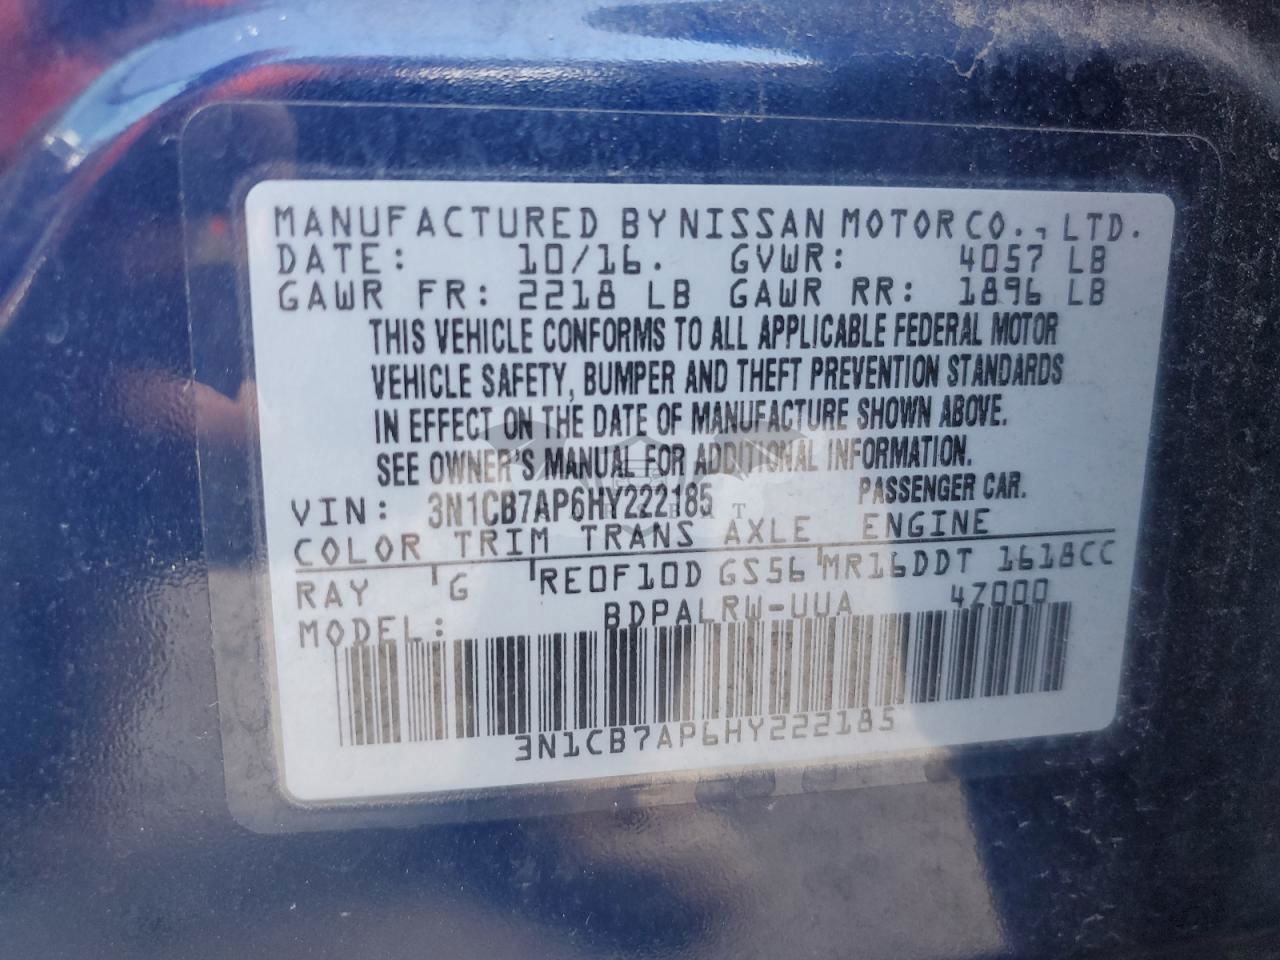 MANUFACTURED BY NISSAN MOTOR CO., LTD.
DATE: 10/16. GVWR: 4057 LB
GAWR FR: 2218 LB GAWR RR: 1896 LB
THIS VEHICLE CONFORMS TO ALL APPLICABLE FEDERAL MOTOR
VEHICLE SAFETY, BUMPER AND THEFT PREVENTION STANDARDS
IN EFFECT ON THE DATE OF MANUFACTURE SHOWN ABOVE.
SEE OWNER'S MANUAL FOR ADDITIONAL INFORMATION.
VIN: 3N1CB7AP6HY222185 PASSENGER CAR.
COLOR TRIM TRANS AXLE ENGINE
RAY G RE0F10D GS56 MR16DDT 1618CC
MODEL: BDPALRW-UUA 47000
3N1CB7AP6HY222185